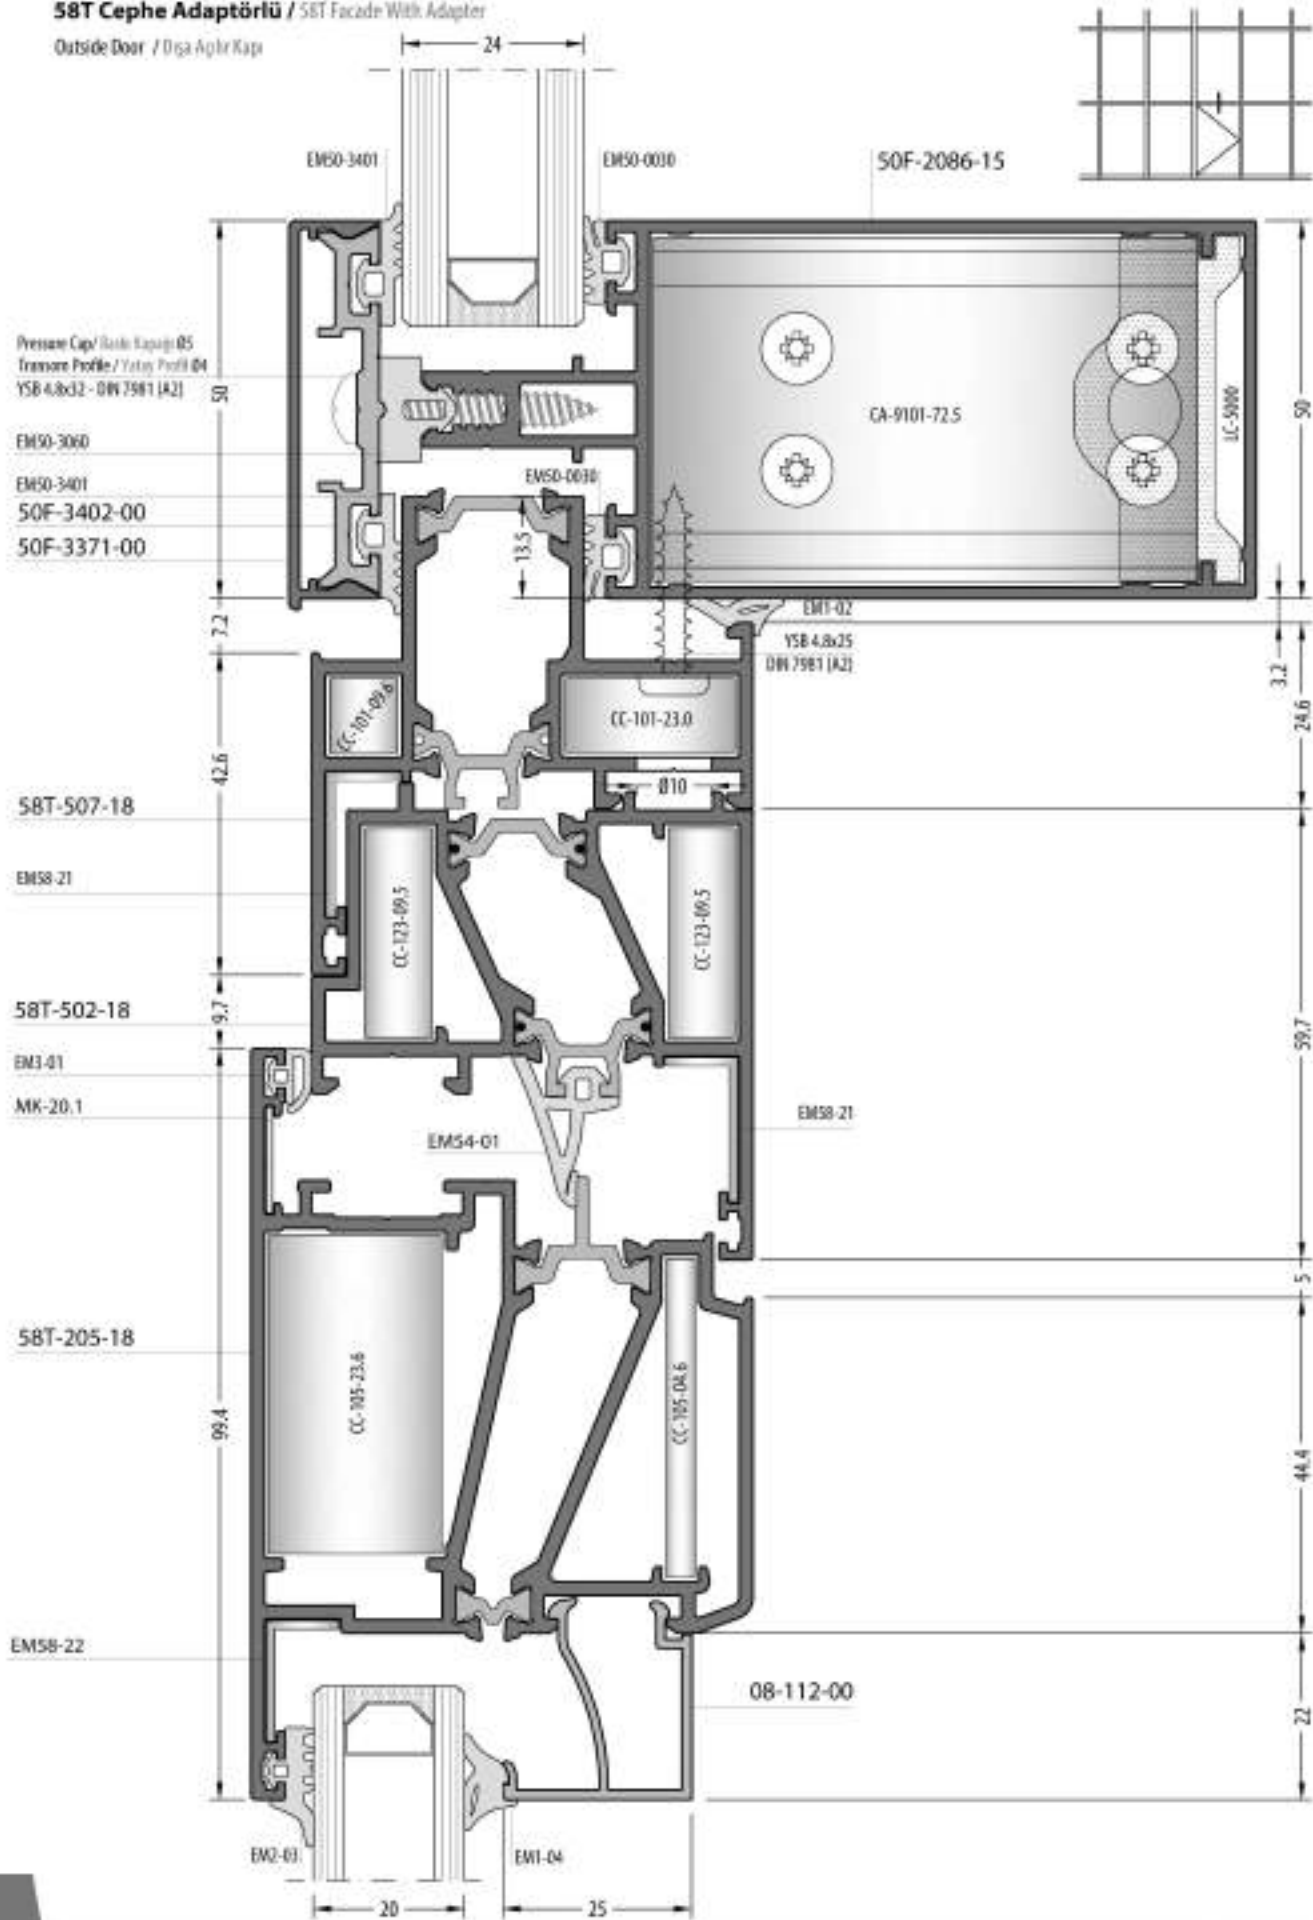 58T Cephe Adaptörlü / 58T Facade With Adapter
Outside Door / Dışa Açılır Kapı
24
EM50-3401
EM50-0030
50F-2086-15
Pressure Cap/ Baskı Kapağı Ø5
Transom Profile / Yatay Profil Ø4
YSB 4.8x32 - DIN 7981 (A2)
50
CA-9101-72.5
LC-5000
50
EM50-3060
EM50-3401
EM50-0030
50F-3402-00
50F-3371-00
13.5
7.2
EM1-02
YSB 4.8x25
DIN 7981 (A2)
3.2
CC-101-09.6
CC-101-23.0
24.6
42.6
Ø10
58T-507-18
EM58-21
CC-123-09.5
CC-123-09.5
58T-502-18
9.7
59.7
EM3-01
MK-20.1
EM54-01
EM58-21
5
58T-205-18
CC-105-23.6
CC-105-04.6
99.4
44.4
EM58-22
08-112-00
22
EM2-03
EM1-04
20
25